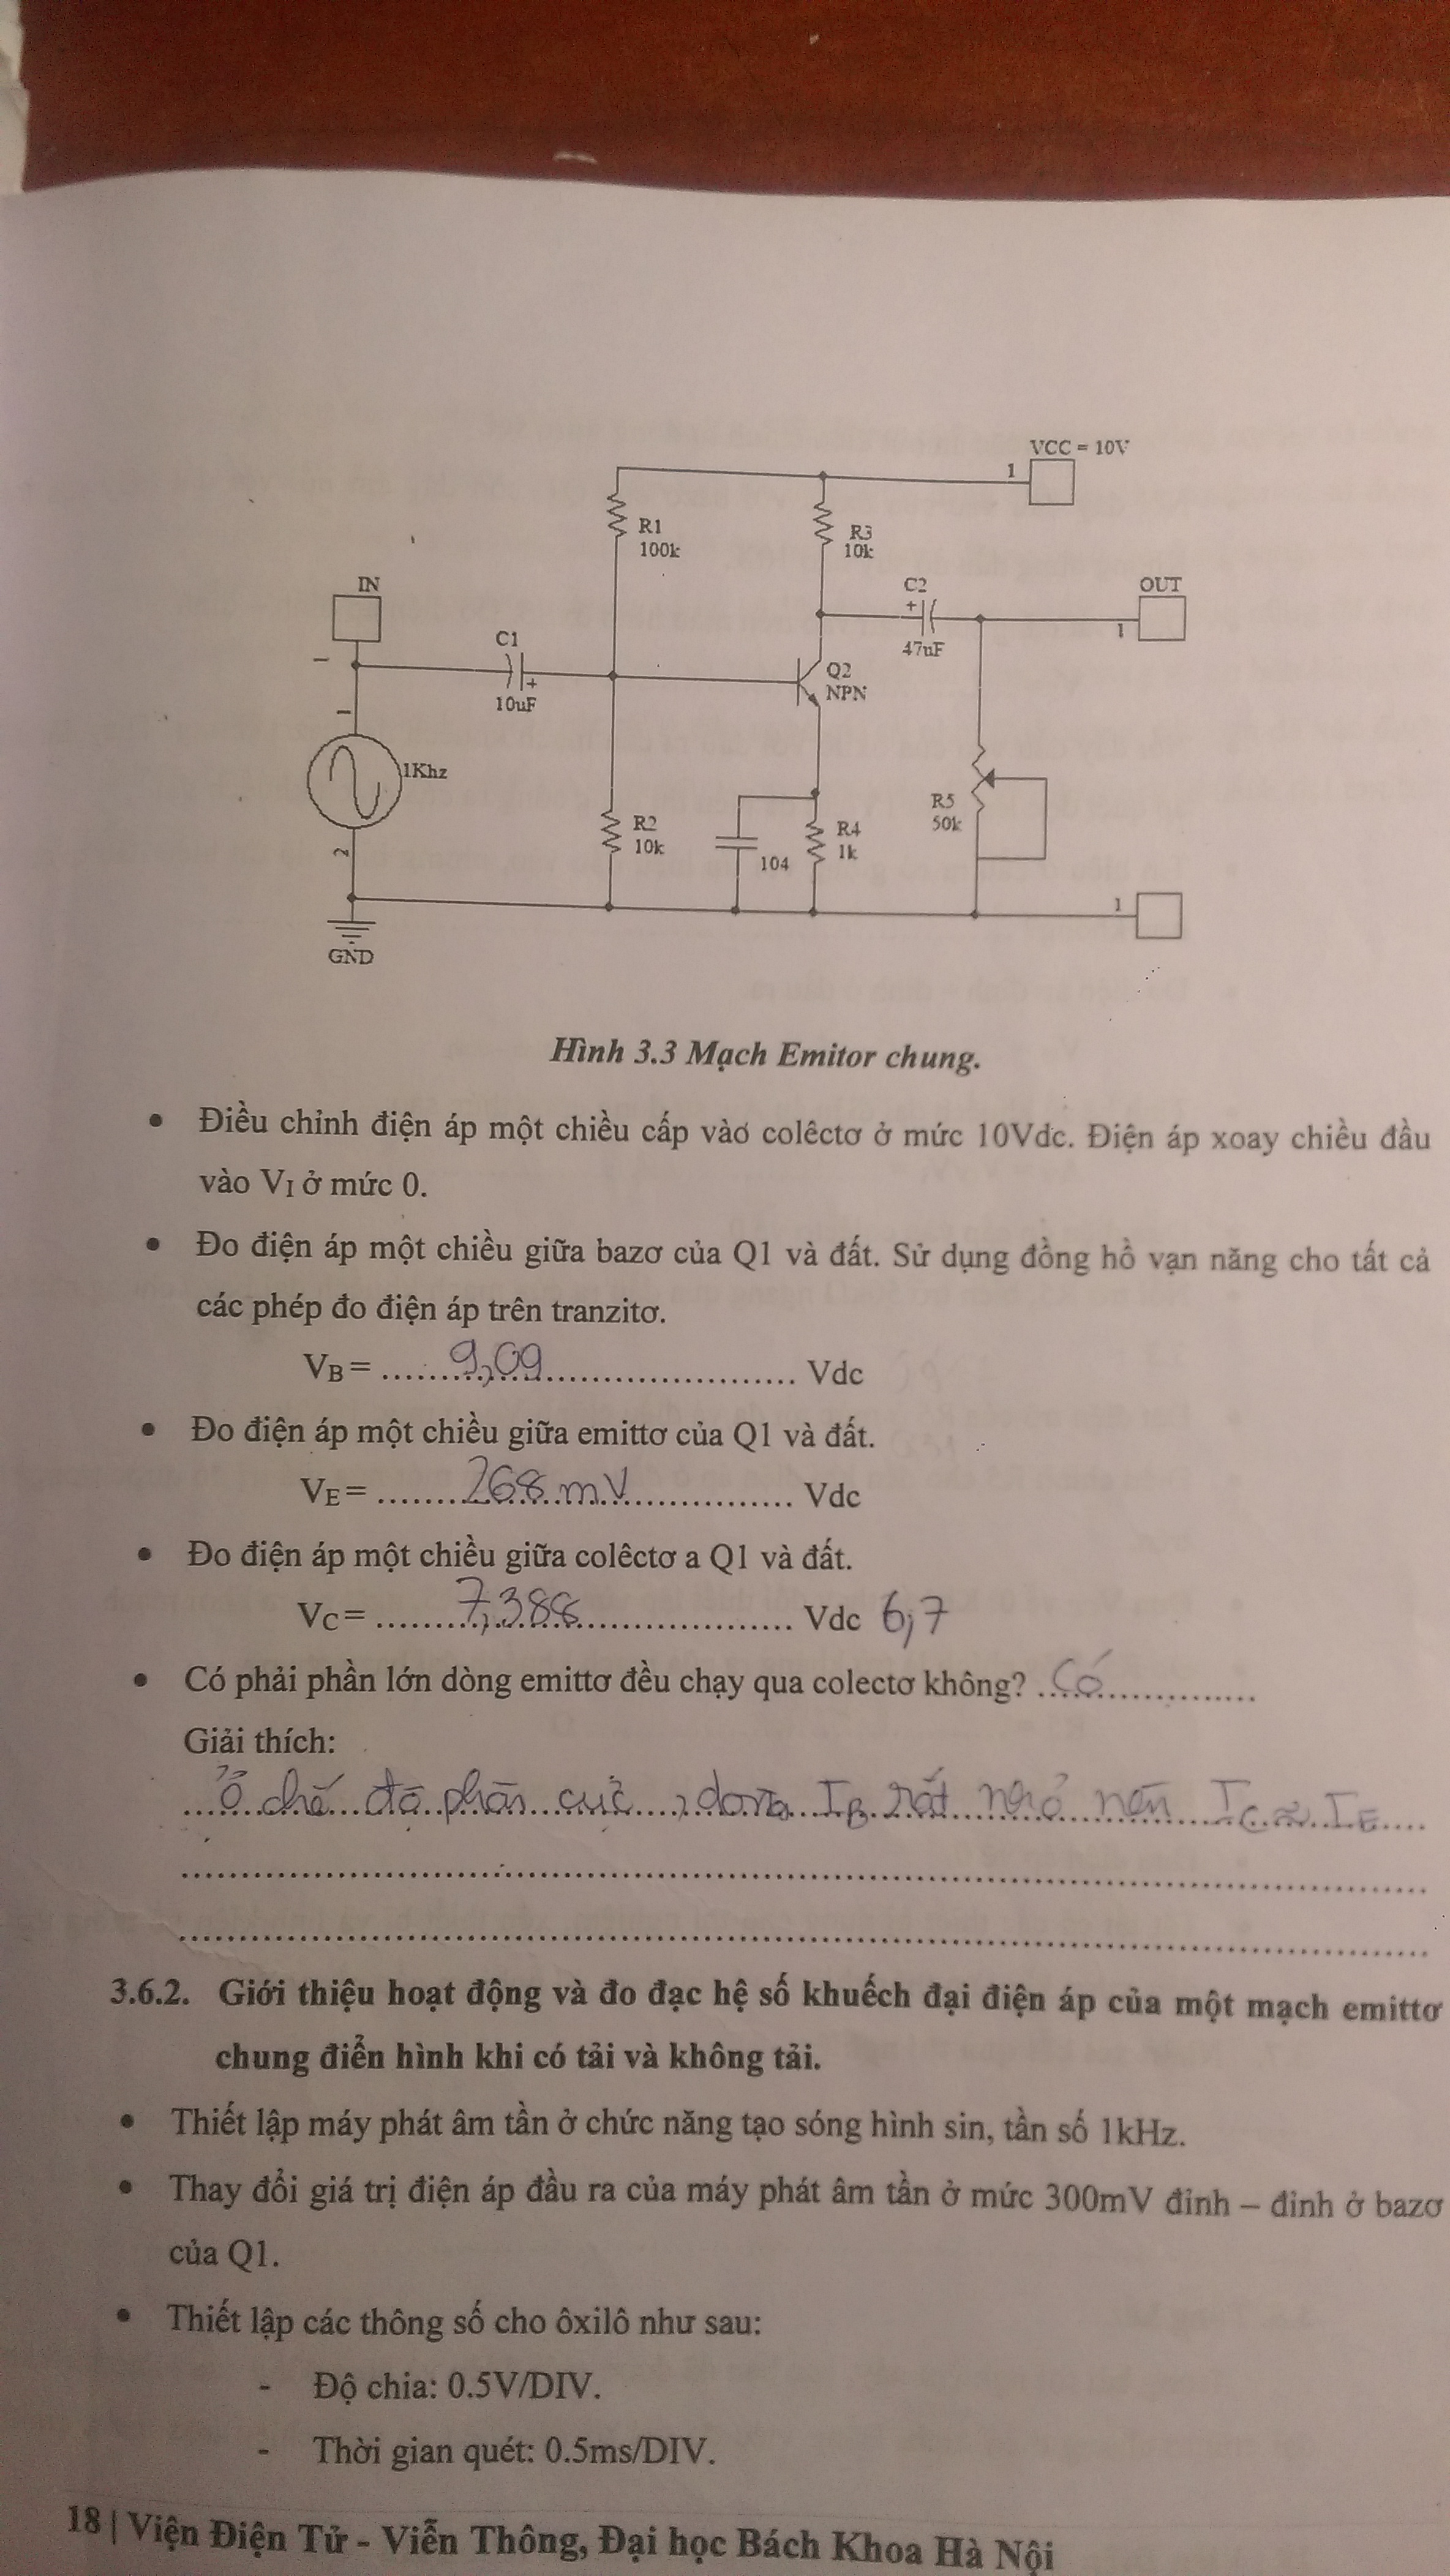 VCC = 10V
1
R1
100k
R3
10k
IN
C2
+
OUT
47uF
1
1
C1
+
10uF
Q2
NPN
1
1Khz
2
R2
10k
104
R4
1k
R5
50k
1
GND
Hình 3.3 Mạch Emitor chung.
• Điều chỉnh điện áp một chiều cấp vào colêctơ ở mức 10Vdc. Điện áp xoay chiều đầu
vào VI ở mức 0.
• Đo điện áp một chiều giữa bazơ của Q1 và đất. Sử dụng đồng hồ vạn năng cho tất cả
các phép đo điện áp trên tranzitơ.
VB = ......9,09........................ Vdc
• Đo điện áp một chiều giữa emittơ của Q1 và đất.
VE = ......268 mV........................ Vdc
• Đo điện áp một chiều giữa colêctơ a Q1 và đất.
VC = ......7,388........................ Vdc 6,7
• Có phải phần lớn dòng emittơ đều chạy qua colectơ không? ..Có..............
Giải thích:
Ở chế độ phân cực, dòng IB rất nhỏ nên IC ≈ IE
3.6.2. Giới thiệu hoạt động và đo đạc hệ số khuếch đại điện áp của một mạch emittơ
chung điển hình khi có tải và không tải.
• Thiết lập máy phát âm tần ở chức năng tạo sóng hình sin, tần số 1kHz.
• Thay đổi giá trị điện áp đầu ra của máy phát âm tần ở mức 300mV đỉnh – đỉnh ở bazơ
của Q1.
• Thiết lập các thông số cho ôxilô như sau:
- Độ chia: 0.5V/DIV.
- Thời gian quét: 0.5ms/DIV.
18 | Viện Điện Tử - Viễn Thông, Đại học Bách Khoa Hà Nội